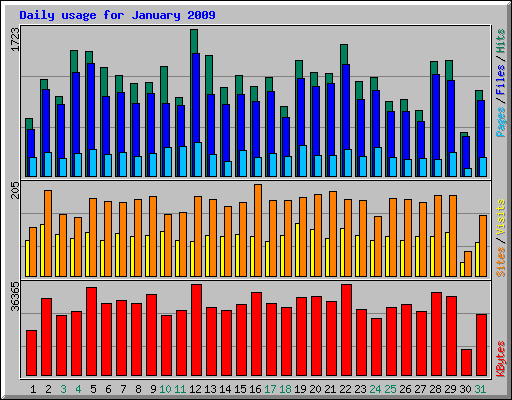 Daily usage for January 2009
1723
Pages / Files / Hits
205
Sites / Visits
36365
KBytes
1 2 3 4 5 6 7 8 9 10 11 12 13 14 15 16 17 18 19 20 21 22 23 24 25 26 27 28 29 30 31